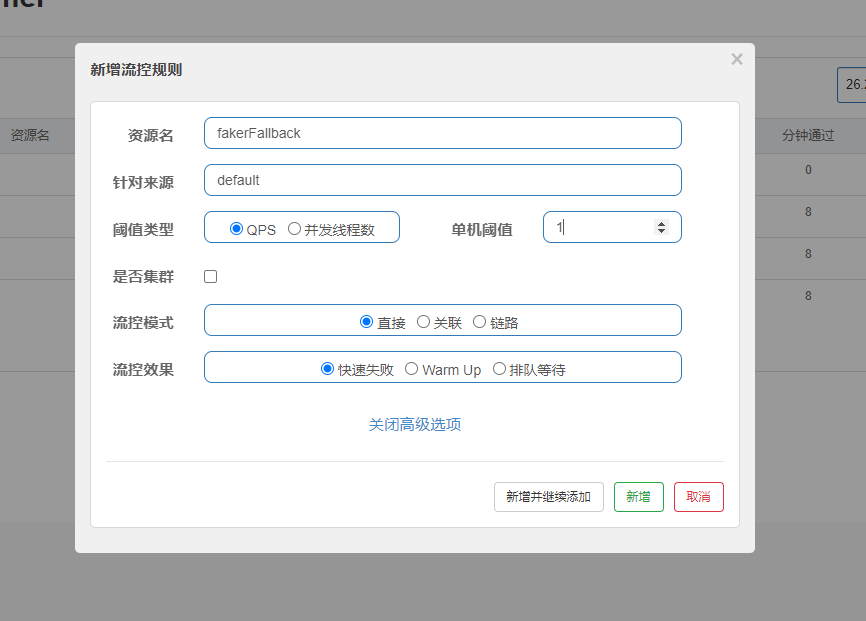 新增流控规则 ×
26.
资源名 分钟通过
资源名 fakerFallback
0
针对来源 default
8
阈值类型 QPS 并发线程数 单机阈值 1
8
是否集群
8
流控模式 直接 关联 链路
流控效果 快速失败 Warm Up 排队等待
关闭高级选项
新增并继续添加 新增 取消